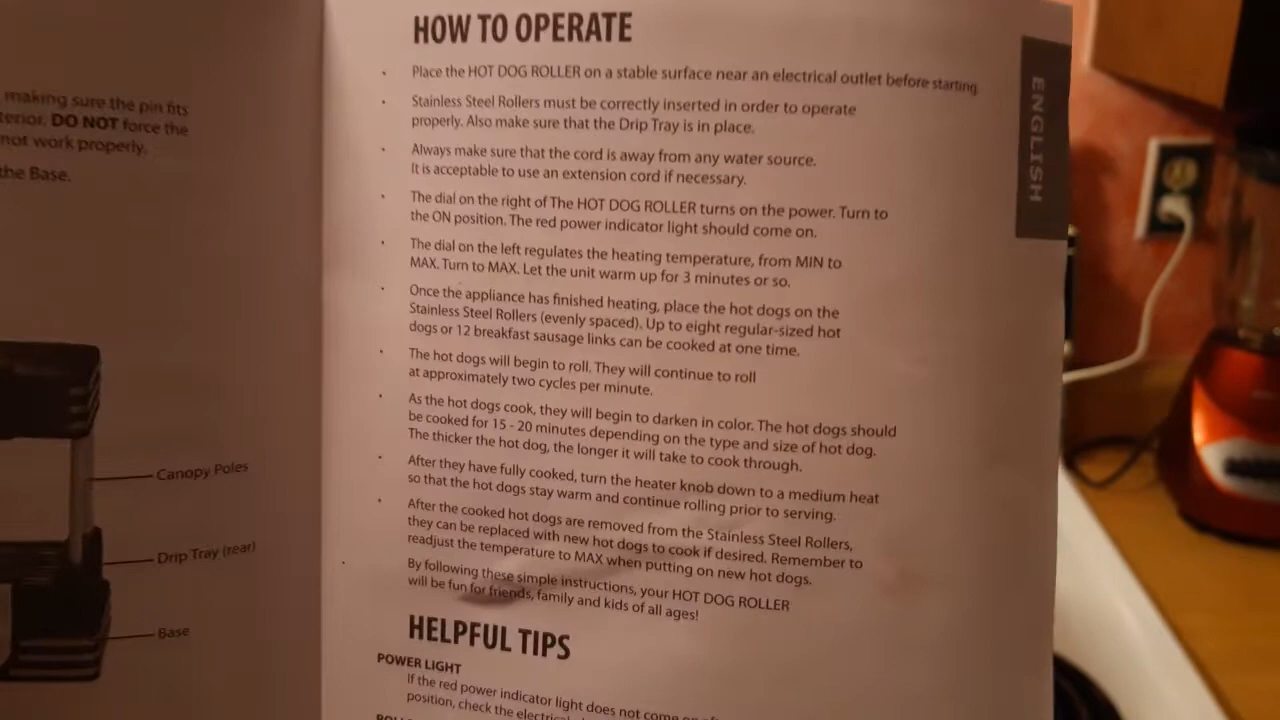 making sure the pin fits
terior. DO NOT force the
not work properly.
the Base.
Canopy Poles
Drip Tray (rear)
Base
HOW TO OPERATE
• Place the HOT DOG ROLLER on a stable surface near an electrical outlet before starting.
• Stainless Steel Rollers must be correctly inserted in order to operate
properly. Also make sure that the Drip Tray is in place.
• Always make sure that the cord is away from any water source.
It is acceptable to use an extension cord if necessary.
• The dial on the right of The HOT DOG ROLLER turns on the power. Turn to
the ON position. The red power indicator light should come on.
• The dial on the left regulates the heating temperature, from MIN to
MAX. Turn to MAX. Let the unit warm up for 3 minutes or so.
• Once the appliance has finished heating, place the hot dogs on the
Stainless Steel Rollers (evenly spaced). Up to eight regular-sized hot
dogs or 12 breakfast sausage links can be cooked at one time.
• The hot dogs will begin to roll. They will continue to roll
at approximately two cycles per minute.
• As the hot dogs cook, they will begin to darken in color. The hot dogs should
be cooked for 15 - 20 minutes depending on the type and size of hot dog.
The thicker the hot dog, the longer it will take to cook through.
• After they have fully cooked, turn the heater knob down to a medium heat
so that the hot dogs stay warm and continue rolling prior to serving.
• After the cooked hot dogs are removed from the Stainless Steel Rollers,
they can be replaced with new hot dogs to cook if desired. Remember to
readjust the temperature to MAX when putting on new hot dogs.
• By following these simple instructions, your HOT DOG ROLLER
will be fun for friends, family and kids of all ages!
HELPFUL TIPS
POWER LIGHT
If the red power indicator light does not come on
position, check the
ENGLISH